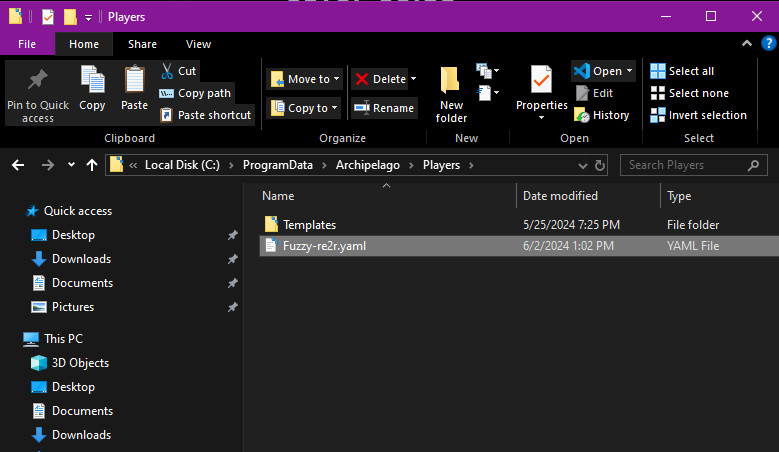 Players
File Home Share View
Pin to Quick access
Copy
Paste
Cut
Copy path
Paste shortcut
Clipboard
Move to
Copy to
Delete
Rename
Organize
New folder
New
Properties
Open
Edit
History
Open
Select all
Select none
Invert selection
Select
« Local Disk (C:) › ProgramData › Archipelago › Players ›
Search Players
Name Date modified Type
Templates 5/25/2024 7:25 PM File folder
Fuzzy-re2r.yaml 6/2/2024 1:02 PM YAML File
Quick access
Desktop
Downloads
Documents
Pictures
This PC
3D Objects
Desktop
Documents
Downloads